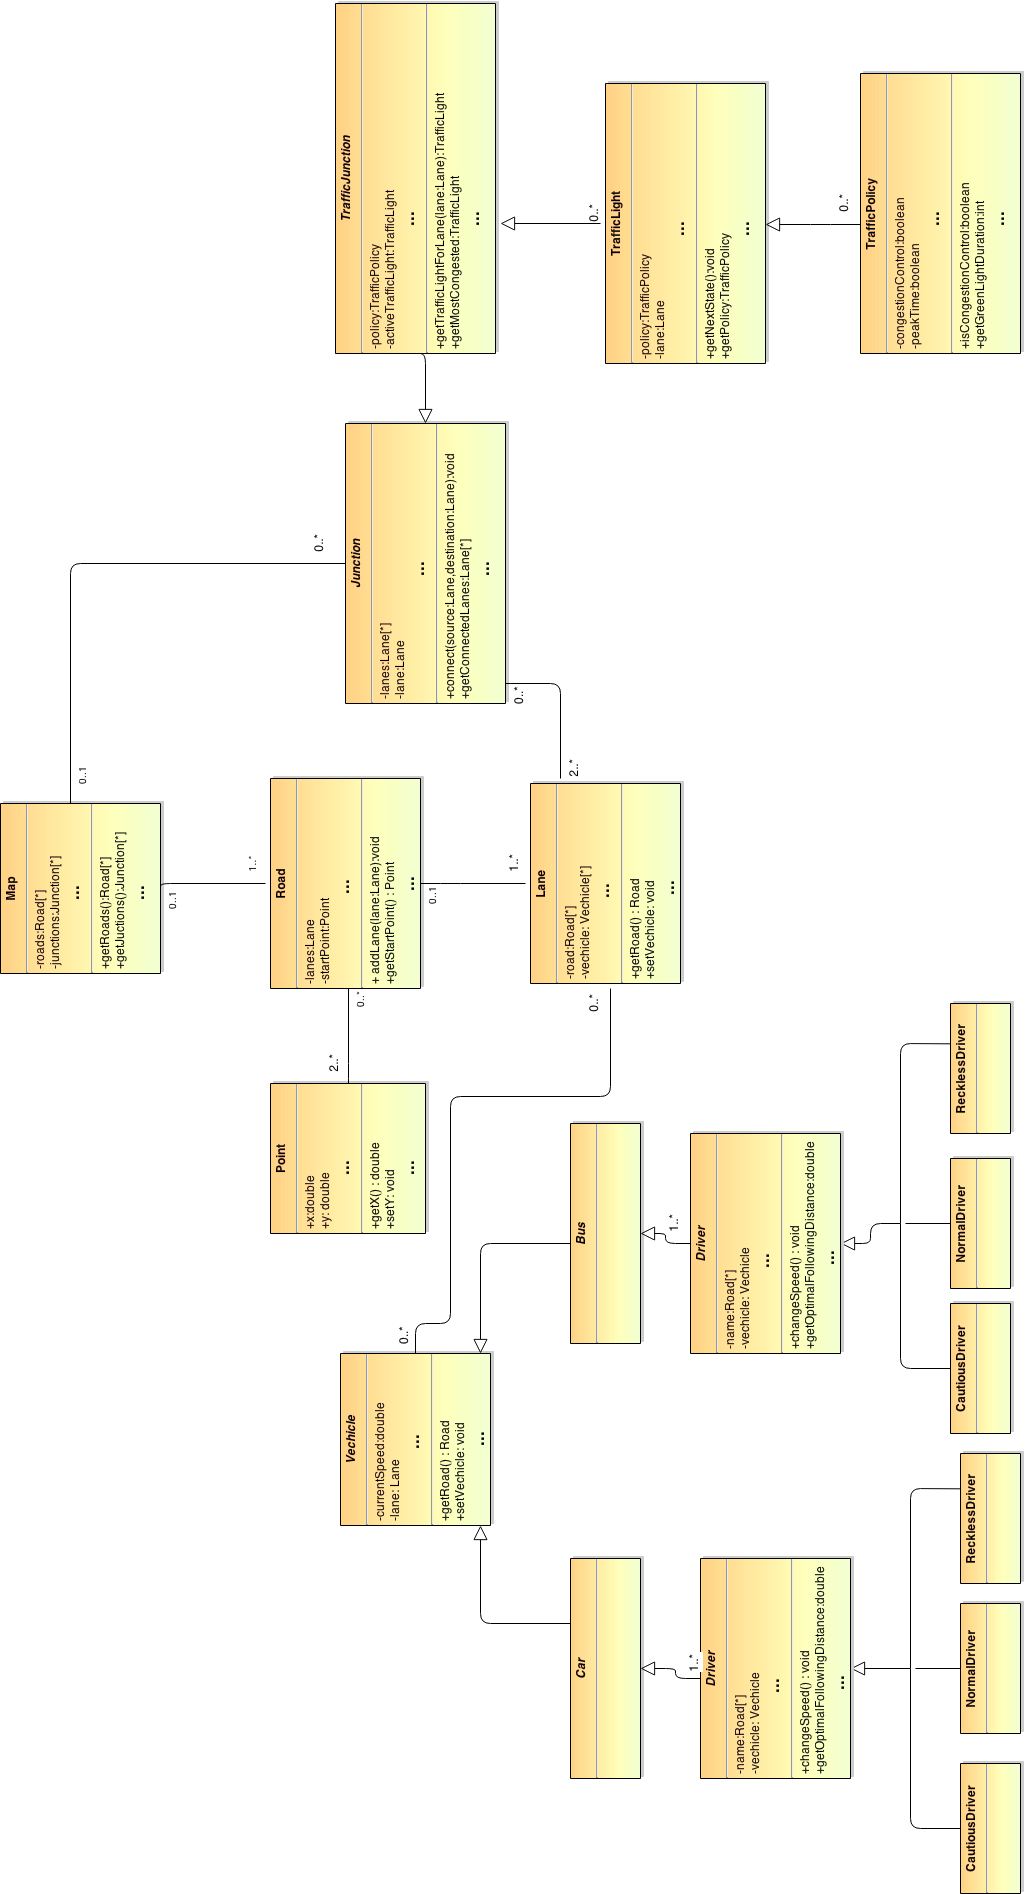 Map
-roads:Road[*]
-junctions:Junction[*]
...
+getRoads():Road[*]
+getJuctions():Junction[*]
...
0..1
0..1
1..*
0..*
Point
+x:double
+y: double
...
+getX() : double
+setY: void
...
2..*
0..*
Road
-lanes:Lane
-startPoint:Point
...
+ addLane(lane:Lane);void
+getStartPoint() : Point
...
0..1
1..*
Vechicle
-currentSpeed:double
-lane: Lane
...
+getRoad() : Road
+setVechicle: void
...
0..*
0..*
Junction
-lanes:Lane[*]
-lane:Lane
...
+connect(source:Lane,destination:Lane):void
+getConnectedLanes:Lane[*]
...
0..*
2..*
TrafficJunction
-policy:TrafficPolicy
-activeTrafficLight:TrafficLight
...
+getTrafficLightForLane(lane:Lane):TrafficLight
+getMostCongested:TrafficLight
...
0..*
Lane
-road:Road[*]
-vechicle: Vechicle[*]
...
+getRoad() : Road
+setVechicle: void
...
Car
Bus
TrafficLight
-policy:TrafficPolicy
-lane:Lane
...
+getNextState():void
+getPolicy:TrafficPolicy
...
0..*
1..*
Driver
-name:Road[*]
-vechicle: Vechicle
...
+changeSpeed() : void
+getOptimalFollowingDistance:double
...
1..*
Driver
-name:Road[*]
-vechicle: Vechicle
...
+changeSpeed() : void
+getOptimalFollowingDistance:double
...
TrafficPolicy
-congestionControl:boolean
-peakTime:boolean
...
+isCongestionControl:boolean
+getGreenLightDuration:int
...
CautiousDriver
NormalDriver
RecklessDriver
CautiousDriver
NormalDriver
RecklessDriver